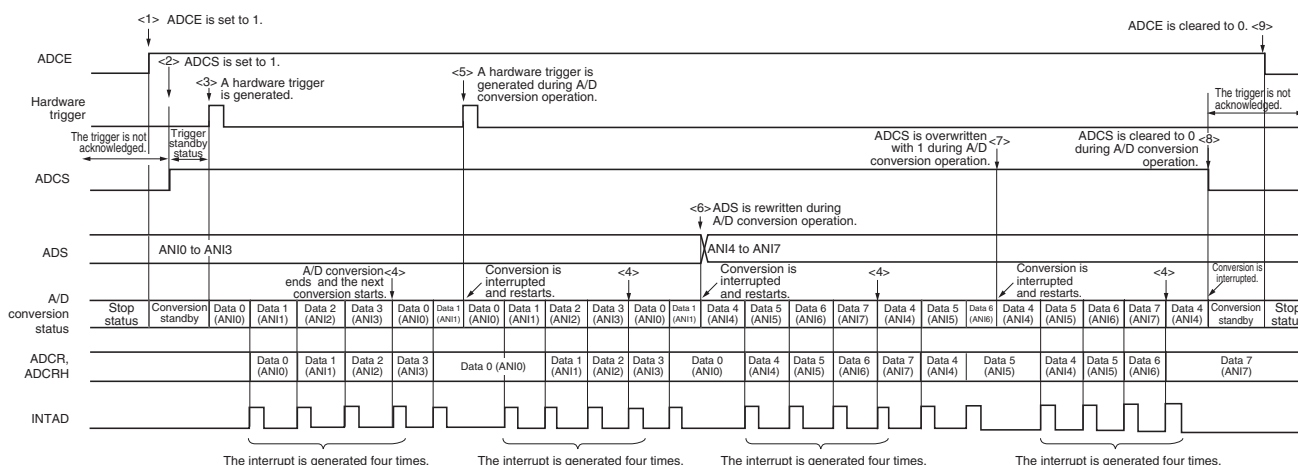 <1> ADCE is set to 1.
ADCE is cleared to 0. <9>
ADCE
<2> ADCS is set to 1.
<3> A hardware trigger
is generated.
<5> A hardware trigger is
generated during A/D
conversion operation.
Hardware
trigger
The trigger is not
acknowledged.
The trigger is not
acknowledged.
Trigger
standby
status
ADCS is overwritten
with 1 during A/D
conversion operation.
<7>
ADCS is cleared to 0
during A/D conversion
operation.
<8>
ADCS
<6> ADS is rewritten during
A/D conversion operation.
ADS
ANI0 to ANI3
ANI4 to ANI7
A/D conversion
ends and the next
conversion starts.
<4>
Conversion is
interrupted
and restarts.
<4>
Conversion is
interrupted
and restarts.
<4>
Conversion is
interrupted
and restarts.
<4>
Conversion is
interrupted.
A/D
conversion
status
Stop
status
Conversion
standby
Data 0
(ANI0)
Data 1
(ANI1)
Data 2
(ANI2)
Data 3
(ANI3)
Data 0
(ANI0)
Data 1
(ANI1)
Data 0
(ANI0)
Data 1
(ANI1)
Data 2
(ANI2)
Data 3
(ANI3)
Data 0
(ANI0)
Data 1
(ANI1)
Data 4
(ANI4)
Data 5
(ANI5)
Data 6
(ANI6)
Data 7
(ANI7)
Data 4
(ANI4)
Data 5
(ANI5)
Data 6
(ANI6)
Data 4
(ANI4)
Data 5
(ANI5)
Data 6
(ANI6)
Data 7
(ANI7)
Data 4
(ANI4)
Conversion
standby
Stop
status
ADCR,
ADCRH
Data 0
(ANI0)
Data 1
(ANI1)
Data 2
(ANI2)
Data 3
(ANI3)
Data 0 (ANI0)
Data 1
(ANI1)
Data 2
(ANI2)
Data 3
(ANI3)
Data 0
(ANI0)
Data 4
(ANI4)
Data 5
(ANI5)
Data 6
(ANI6)
Data 7
(ANI7)
Data 4
(ANI4)
Data 5
(ANI5)
Data 4
(ANI4)
Data 5
(ANI5)
Data 6
(ANI6)
Data 7
(ANI7)
INTAD
The interrupt is generated four times.
The interrupt is generated four times.
The interrupt is generated four times.
The interrupt is generated four times.